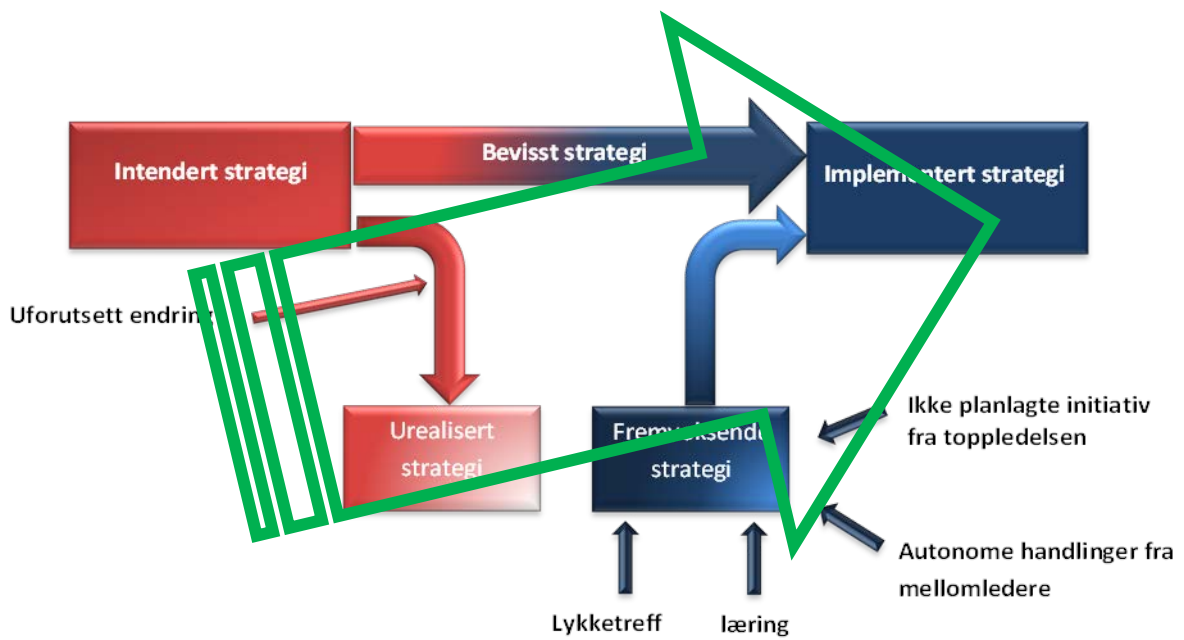 Intendert strategi
Bevisst strategi
Implementert strategi
Uforutsett endring
Urealisert
strategi
strategi
Ikke planlagte initiativ
fra toppledelsen
Autonome handlinger fra
mellomledere
Lykketreff
læring